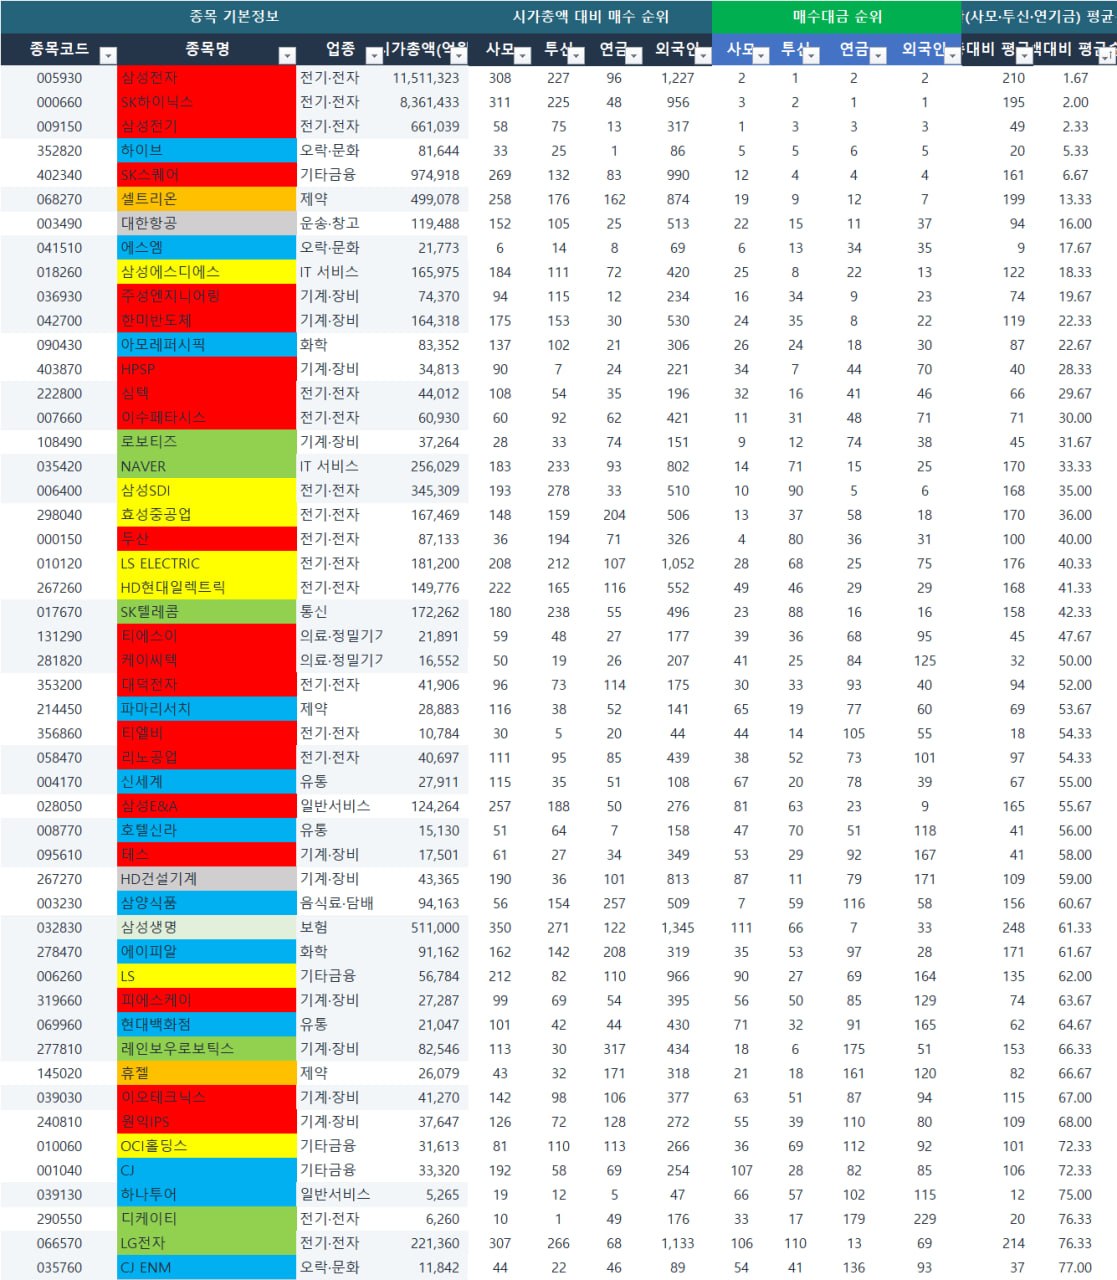 종목 기본정보 시가총액 대비 매수 순위 매수대금 순위 (사모·투신·연기금) 평균
종목코드 종목명 업종 시가총액(억원 사모 투신 연금 외국인 사모 투신 연금 외국인 대비 평균 대비 평균
005930 삼성전자 전기·전자 11,511,323 308 227 96 1,227 2 1 2 2 210 1.67
000660 SK하이닉스 전기·전자 8,361,433 311 225 48 956 3 2 1 1 195 2.00
009150 삼성전기 전기·전자 661,039 58 75 13 317 1 3 3 3 49 2.33
352820 하이브 오락·문화 81,644 33 25 1 86 5 5 6 5 20 5.33
402340 SK스퀘어 기타금융 974,918 269 132 83 990 12 4 4 4 161 6.67
068270 셀트리온 제약 499,078 258 176 162 874 19 9 12 7 199 13.33
003490 대한항공 운송·창고 119,488 152 105 25 513 22 15 11 37 94 16.00
041510 에스엠 오락·문화 21,773 6 14 8 69 6 13 34 35 9 17.67
018260 삼성에스디에스 IT 서비스 165,975 184 111 72 420 25 8 22 13 122 18.33
036930 주성엔지니어링 기계·장비 74,370 94 115 12 234 16 34 9 23 74 19.67
042700 한미반도체 기계·장비 164,318 175 153 30 530 24 35 8 22 119 22.33
090430 아모레퍼시픽 화학 83,352 137 102 21 306 26 24 18 30 87 22.67
403870 HPSP 기계·장비 34,813 90 7 24 221 34 7 44 70 40 28.33
222800 심텍 전기·전자 44,012 108 54 35 196 32 16 41 46 66 29.67
007660 이수페타시스 전기·전자 60,930 60 92 62 421 11 31 48 71 71 30.00
108490 로보티즈 기계·장비 37,264 28 33 74 151 9 12 74 38 45 31.67
035420 NAVER IT 서비스 256,029 183 233 93 802 14 71 15 25 170 33.33
006400 삼성SDI 전기·전자 345,309 193 278 33 510 10 90 5 6 168 35.00
298040 효성중공업 전기·전자 167,469 148 159 204 506 13 37 58 18 170 36.00
000150 두산 전기·전자 87,133 36 194 71 326 4 80 36 31 100 40.00
010120 LS ELECTRIC 전기·전자 181,200 208 212 107 1,052 28 68 25 75 176 40.33
267260 HD현대일렉트릭 전기·전자 149,776 222 165 116 552 49 46 29 29 168 41.33
017670 SK텔레콤 통신 172,262 180 238 55 496 23 88 16 16 158 42.33
131290 티에스이 의료·정밀기기 21,891 59 48 27 177 39 36 68 95 45 47.67
281820 케이씨텍 의료·정밀기기 16,552 50 19 26 207 41 25 84 125 32 50.00
353200 대덕전자 전기·전자 41,906 96 73 114 175 30 33 93 40 94 52.00
214450 파마리서치 제약 28,883 116 38 52 141 65 19 77 60 69 53.67
356860 티엘비 전기·전자 10,784 30 5 20 44 44 14 105 55 18 54.33
058470 리노공업 전기·전자 40,697 111 95 85 439 38 52 73 101 97 54.33
004170 신세계 유통 27,911 115 35 51 108 67 20 78 39 67 55.00
028050 삼성E&A 일반서비스 124,264 257 188 50 276 81 63 23 9 165 55.67
008770 호텔신라 유통 15,130 51 64 7 158 47 70 51 118 41 56.00
095610 테스 기계·장비 17,501 61 27 34 349 53 29 92 167 41 58.00
267270 HD건설기계 기계·장비 43,365 190 36 101 813 87 11 79 171 109 59.00
003230 삼양식품 음식료·담배 94,163 56 154 257 509 7 59 116 58 156 60.67
032830 삼성생명 보험 511,000 350 271 122 1,345 111 66 7 33 248 61.33
278470 에이피알 화학 91,162 162 142 208 319 35 53 97 28 171 61.67
006260 LS 기타금융 56,784 212 82 110 966 90 27 69 164 135 62.00
319660 피에스케이 기계·장비 27,287 99 69 54 395 56 50 85 129 74 63.67
069960 현대백화점 유통 21,047 101 42 44 430 71 32 91 165 62 64.67
277810 레인보우로보틱스 기계·장비 82,546 113 30 317 434 18 6 175 51 153 66.33
145020 휴젤 제약 26,079 43 32 171 318 21 18 161 120 82 66.67
039030 이오테크닉스 기계·장비 41,270 142 98 106 377 63 51 87 94 115 67.00
240810 원익IPS 기계·장비 37,647 126 72 128 272 55 39 110 80 109 68.00
010060 OCI홀딩스 기타금융 31,613 81 110 113 266 36 69 112 92 101 72.33
001040 CJ 기타금융 33,320 192 58 69 254 107 28 82 85 106 72.33
039130 하나투어 일반서비스 5,265 19 12 5 47 66 57 102 115 12 75.00
290550 디케이티 전기·전자 6,260 10 1 49 176 33 17 179 229 20 76.33
066570 LG전자 전기·전자 221,360 307 266 68 1,133 106 110 13 69 214 76.33
035760 CJ ENM 오락·문화 11,842 44 22 46 89 54 41 136 93 37 77.00